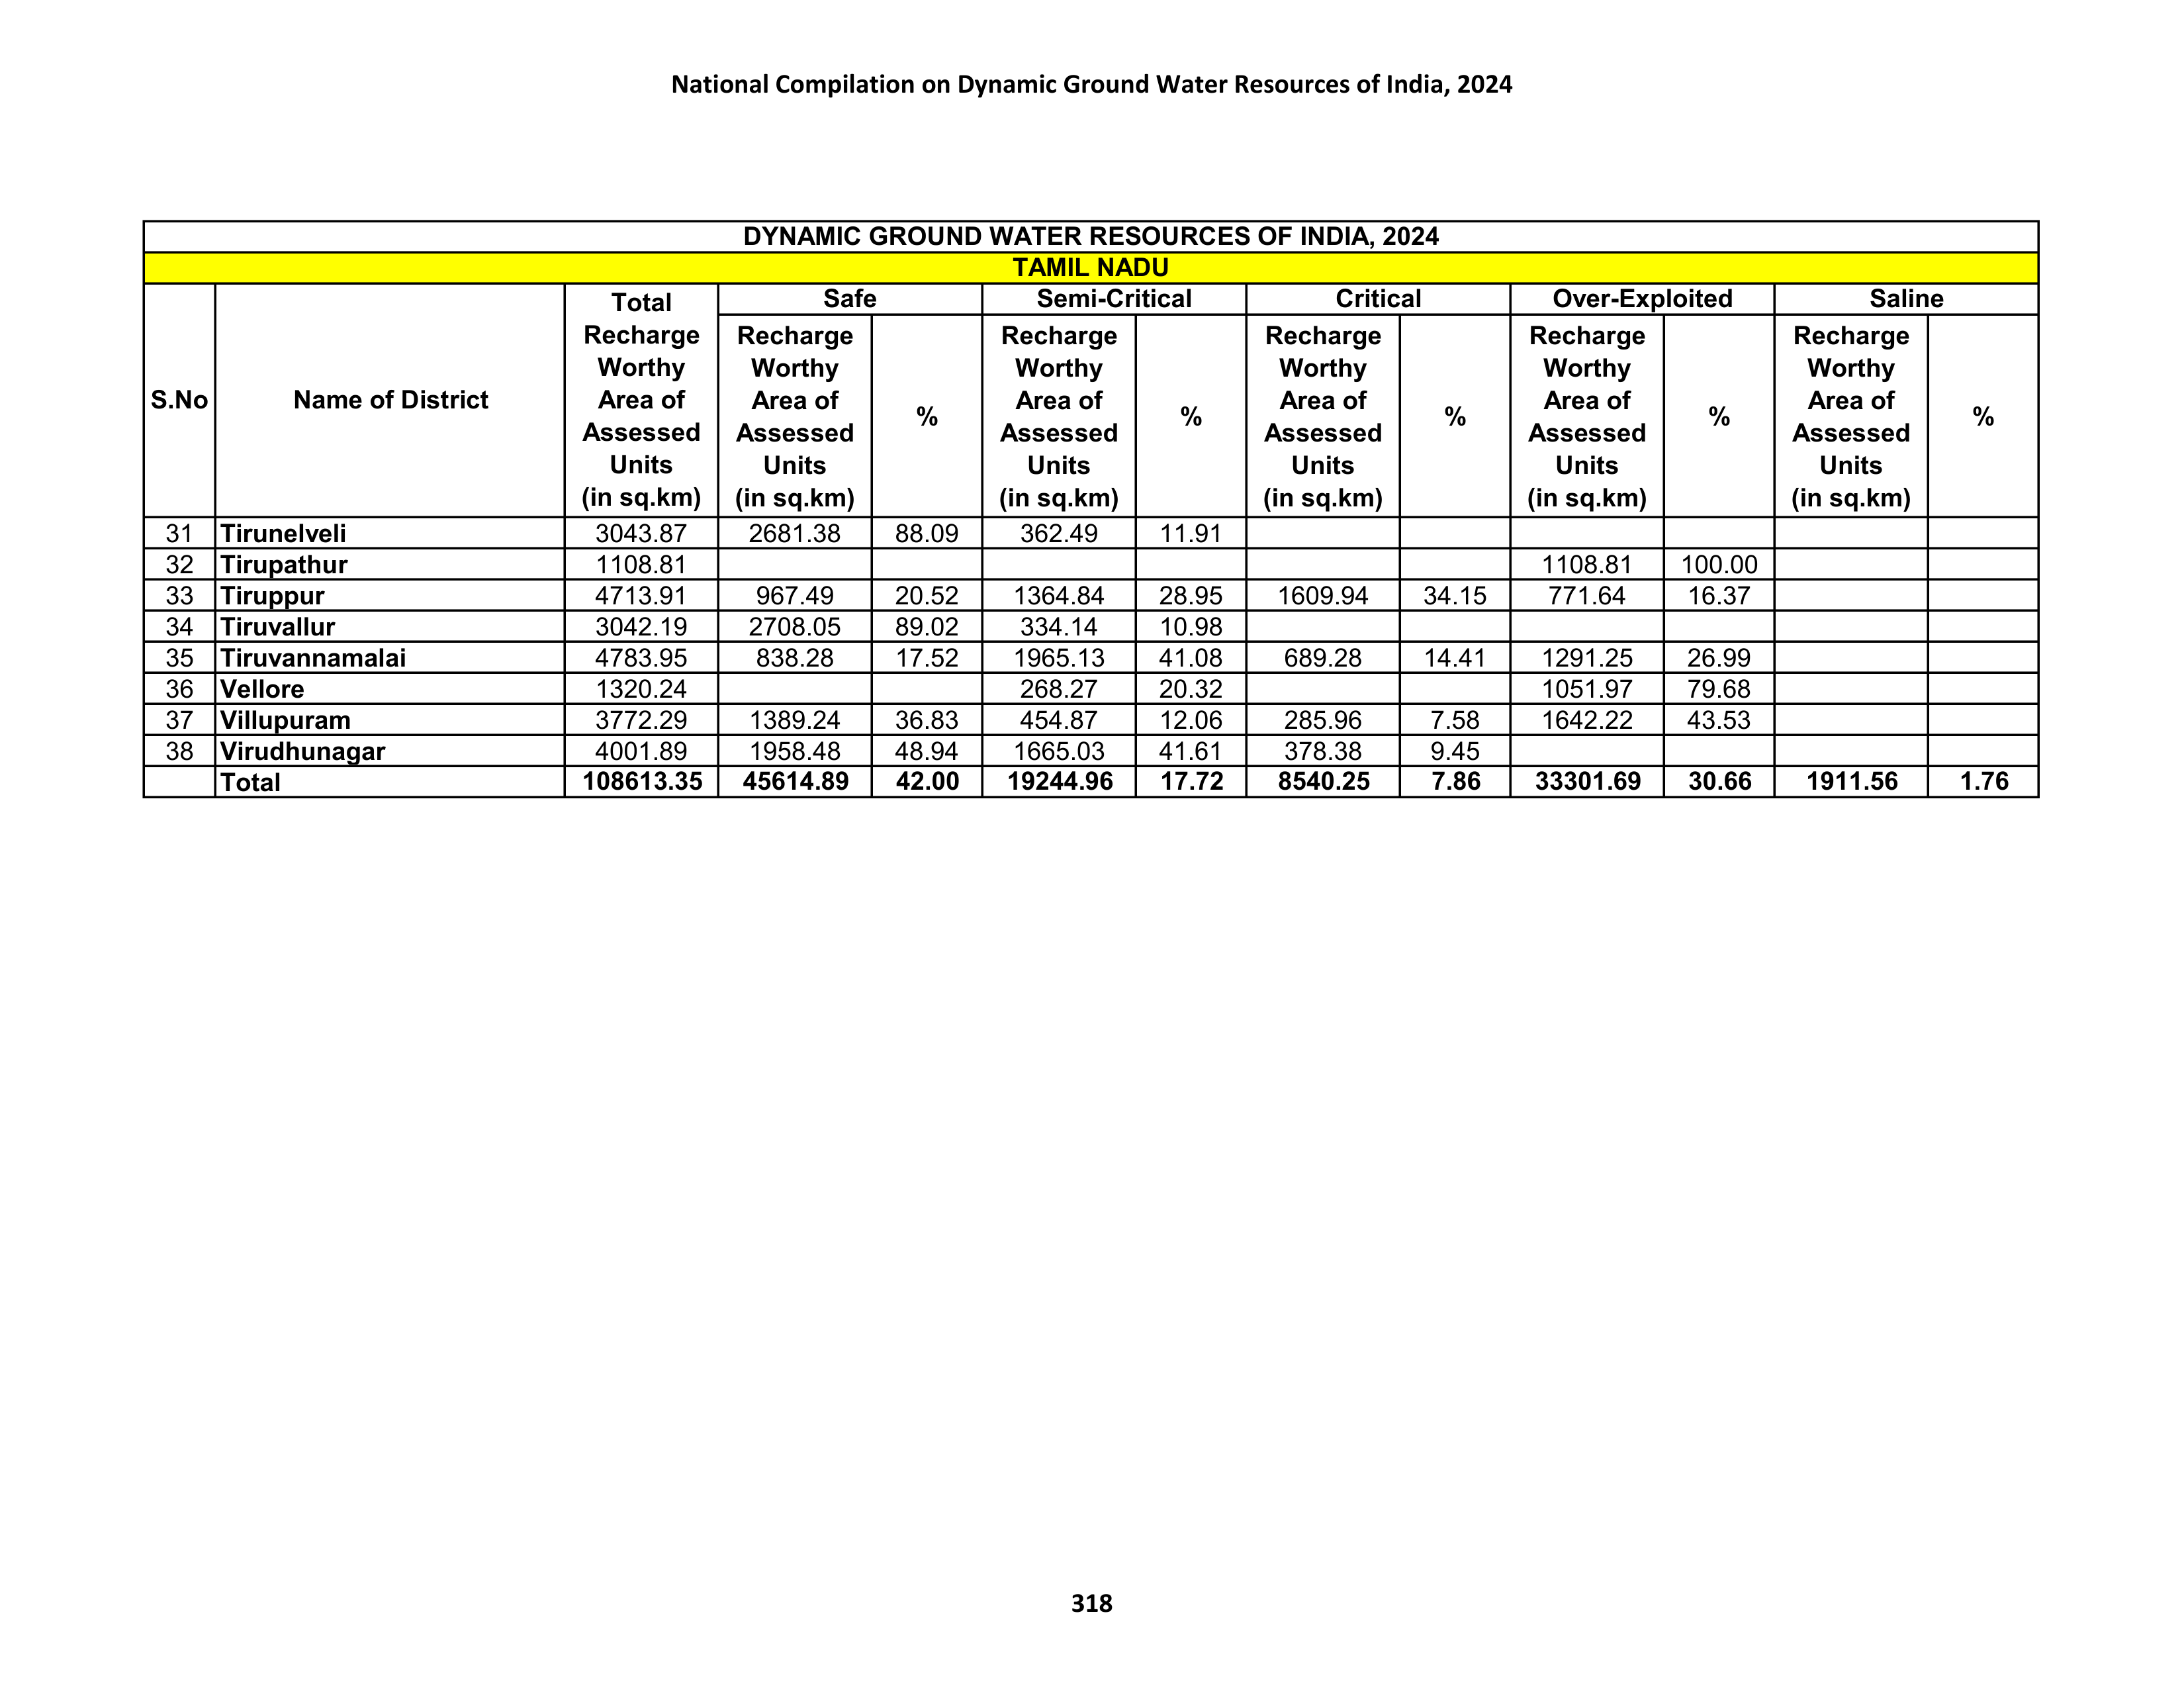 National Compilation on Dynamic Ground Water Resources of India, 2024
DYNAMIC GROUND WATER RESOURCES OF INDIA, 2024
TAMIL NADU
S.No Name of District Total Recharge Worthy Area of Assessed Units (in sq.km) Safe Semi-Critical Critical Over-Exploited Saline
Recharge Worthy Area of Assessed Units (in sq.km) % Recharge Worthy Area of Assessed Units (in sq.km) % Recharge Worthy Area of Assessed Units (in sq.km) % Recharge Worthy Area of Assessed Units (in sq.km) % Recharge Worthy Area of Assessed Units (in sq.km) %
31 Tirunelveli 3043.87 2681.38 88.09 362.49 11.91
32 Tirupathur 1108.81 1108.81 100.00
33 Tiruppur 4713.91 967.49 20.52 1364.84 28.95 1609.94 34.15 771.64 16.37
34 Tiruvallur 3042.19 2708.05 89.02 334.14 10.98
35 Tiruvannamalai 4783.95 838.28 17.52 1965.13 41.08 689.28 14.41 1291.25 26.99
36 Vellore 1320.24 268.27 20.32 1051.97 79.68
37 Villupuram 3772.29 1389.24 36.83 454.87 12.06 285.96 7.58 1642.22 43.53
38 Virudhunagar 4001.89 1958.48 48.94 1665.03 41.61 378.38 9.45
Total 108613.35 45614.89 42.00 19244.96 17.72 8540.25 7.86 33301.69 30.66 1911.56 1.76
318